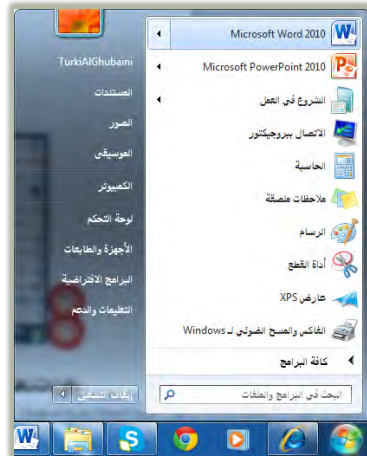 Microsoft Word 2010
Microsoft PowerPoint 2010
الشروع في العمل
الاتصال ببروجيكتور
الحاسبة
ملاحظات ملصقة
الرسام
أداة القطع
عارض XPS
الفاكس والمسح الضوئي لـ Windows
كافة البرامج
البحث في البرامج والملفات
TurkiAlGhubaini
المستندات
الصور
الموسيقى
الكمبيوتر
لوحة التحكم
الأجهزة والطابعات
البرامج الافتراضية
التعليمات والدعم
إيقاف التشغيل